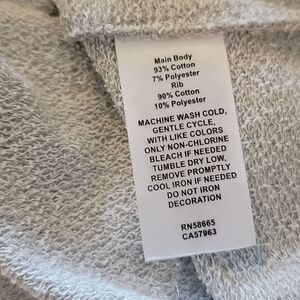 Main Body
93% Cotton
7% Polyester
Rib
90% Cotton
10% Polyester
MACHINE WASH COLD,
GENTLE CYCLE,
WITH LIKE COLORS
ONLY NON-CHLORINE
BLEACH IF NEEDED
TUMBLE DRY LOW,
REMOVE PROMPTLY
COOL IRON IF NEEDED
DO NOT IRON
DECORATION
RN58665
CA57963